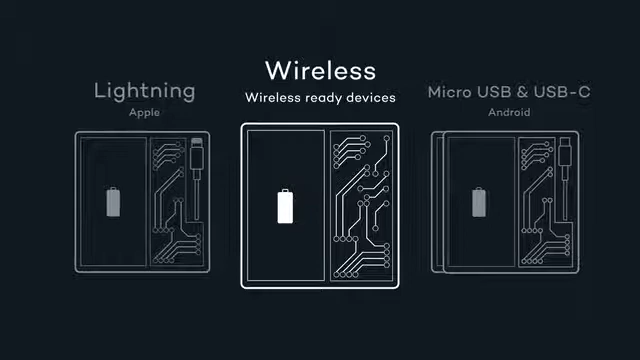 Lightning
Apple
Wireless
Wireless ready devices
Micro USB & USB-C
Android